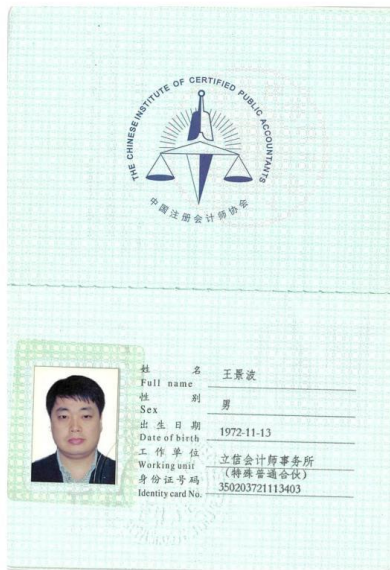 THE CHINESE INSTITUTE OF CERTIFIED PUBLIC ACCOUNTANTS
中国注册会计师协会
姓 名 王景波
Full name
性 别 男
Sex
出生日期 1972-11-13
Date of birth
工作单位 立信会计师事务所
Working unit (特殊普通合伙)
身份证号码 350203721113403
Identity card No.